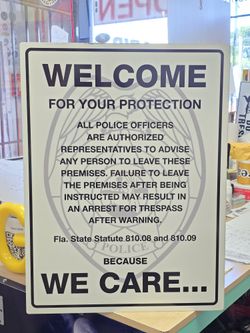 OPEN
WELCOME
FOR YOUR PROTECTION
ALL POLICE OFFICERS
ARE AUTHORIZED
REPRESENTATIVES TO ADVISE
ANY PERSON TO LEAVE THESE
PREMISES. FAILURE TO LEAVE
THE PREMISES AFTER BEING
INSTRUCTED MAY RESULT IN
AN ARREST FOR TRESPASS
AFTER WARNING.
Fla. State Statute 810.08 and 810.09
POLICE
BECAUSE
WE CARE...